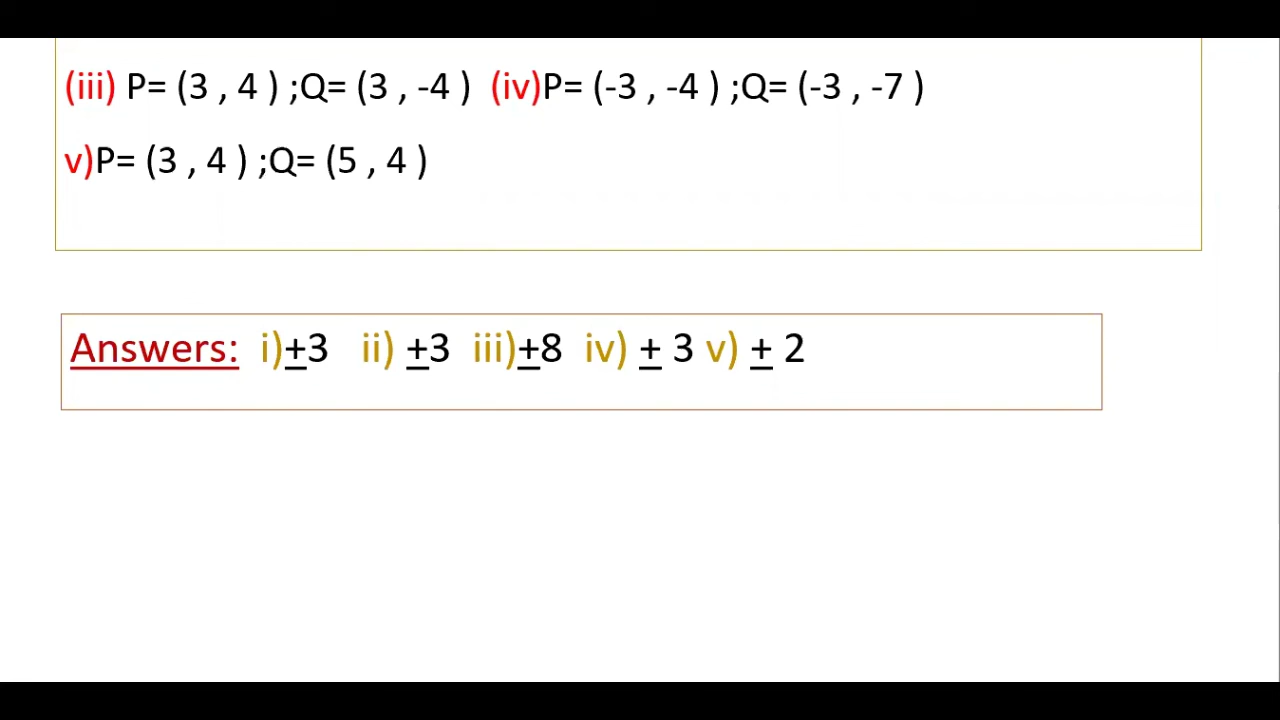 (iii) P= (3 , 4 ) ;Q= (3 , -4 ) (iv)P= (-3 , -4 ) ;Q= (-3 , -7 )
v)P= (3 , 4 ) ;Q= (5 , 4 )
Answers: i)±3 ii) ±3 iii)±8 iv) ± 3 v) ± 2